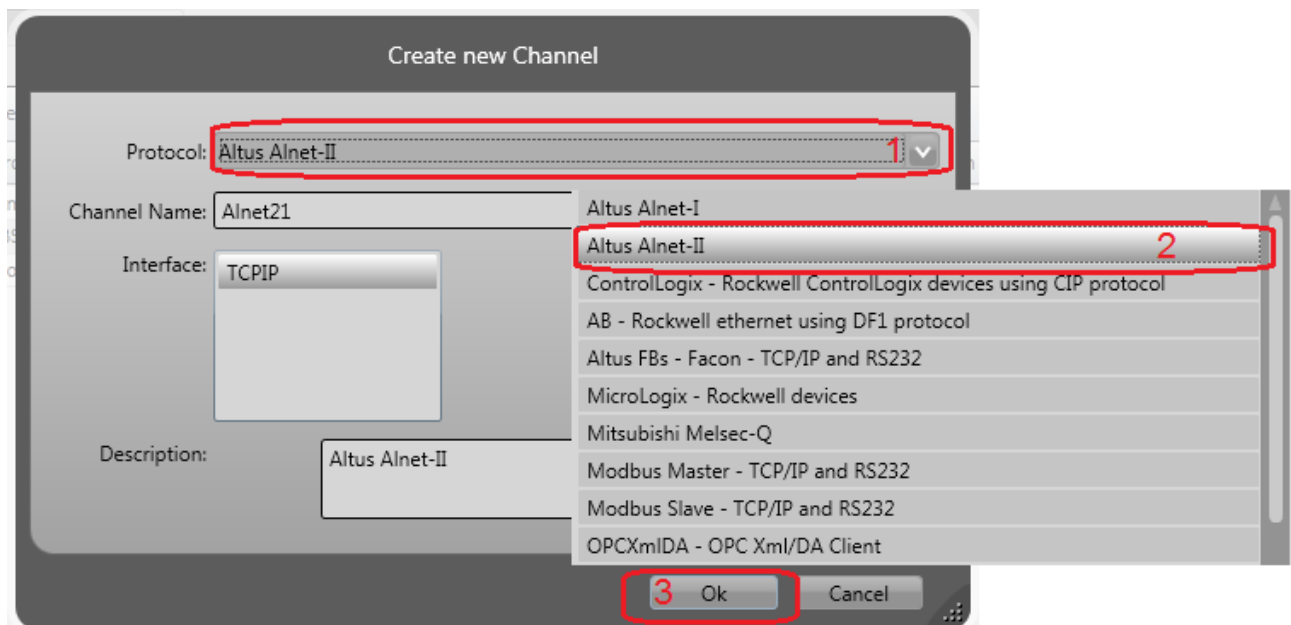 Create new Channel
Protocol: Altus Alnet-II 1
Channel Name: Alnet21
Altus Alnet-I
Altus Alnet-II 2
ControlLogix - Rockwell ControlLogix devices using CIP protocol
AB - Rockwell ethernet using DF1 protocol
Altus FBs - Facon - TCP/IP and RS232
MicroLogix - Rockwell devices
Mitsubishi Melsec-Q
Modbus Master - TCP/IP and RS232
Modbus Slave - TCP/IP and RS232
OPCXmlDA - OPC Xml/DA Client
Interface: TCPIP
Description: Altus Alnet-II
3 Ok Cancel